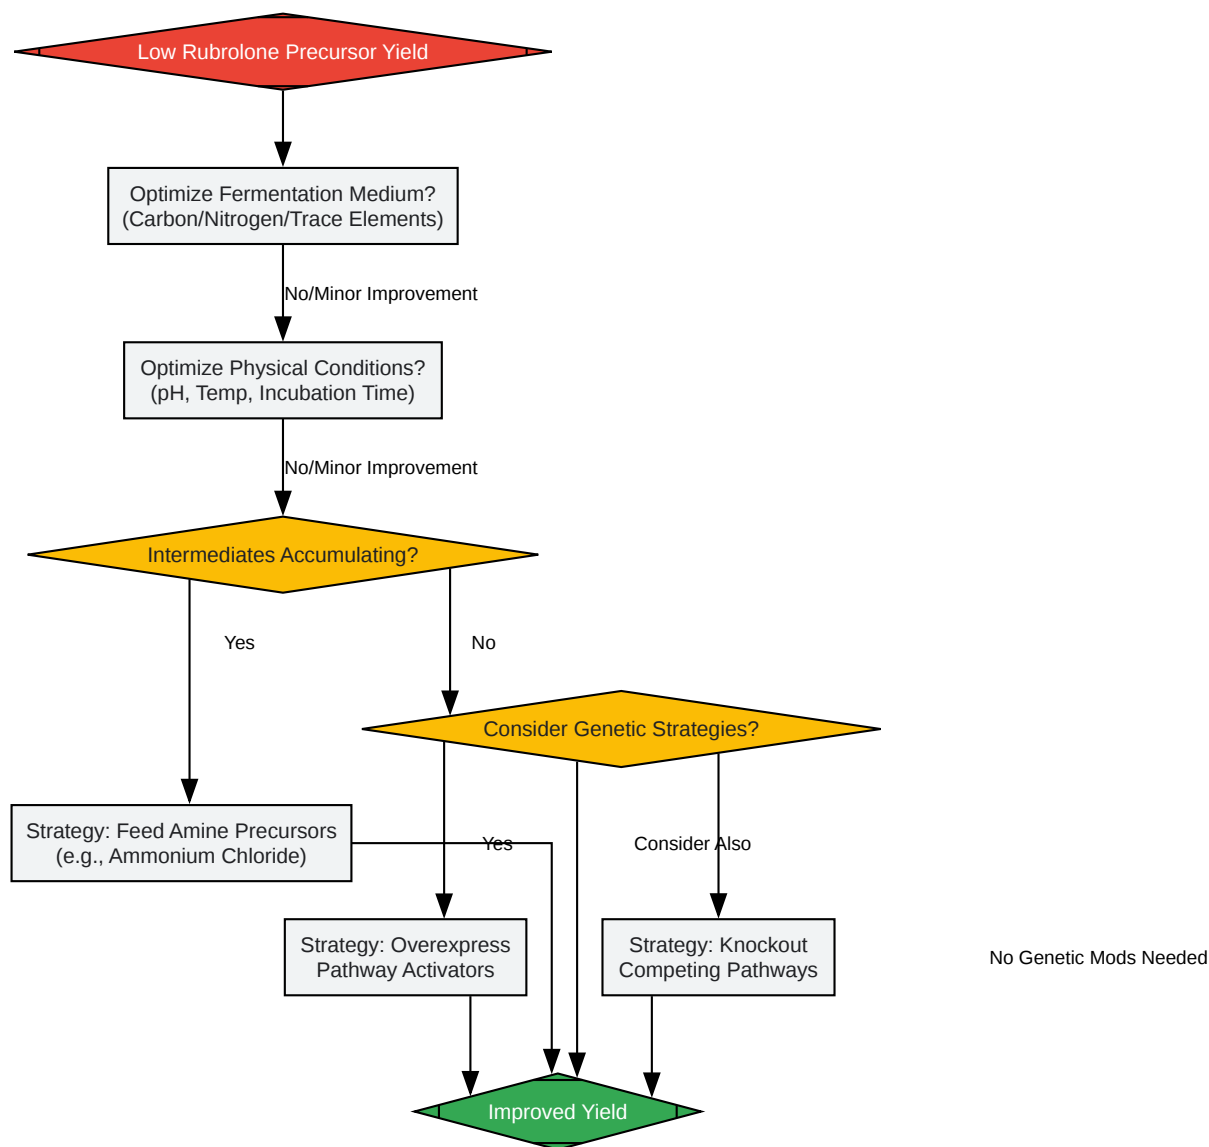 Low Rubrolone Precursor Yield
Optimize Fermentation Medium?
(Carbon/Nitrogen/Trace Elements)
No/Minor Improvement
Optimize Physical Conditions?
(pH, Temp, Incubation Time)
No/Minor Improvement
Intermediates Accumulating?
Yes
No
Consider Genetic Strategies?
Strategy: Feed Amine Precursors
(e.g., Ammonium Chloride)
Yes
Consider Also
Strategy: Overexpress
Pathway Activators
Strategy: Knockout
Competing Pathways
No Genetic Mods Needed
Improved Yield